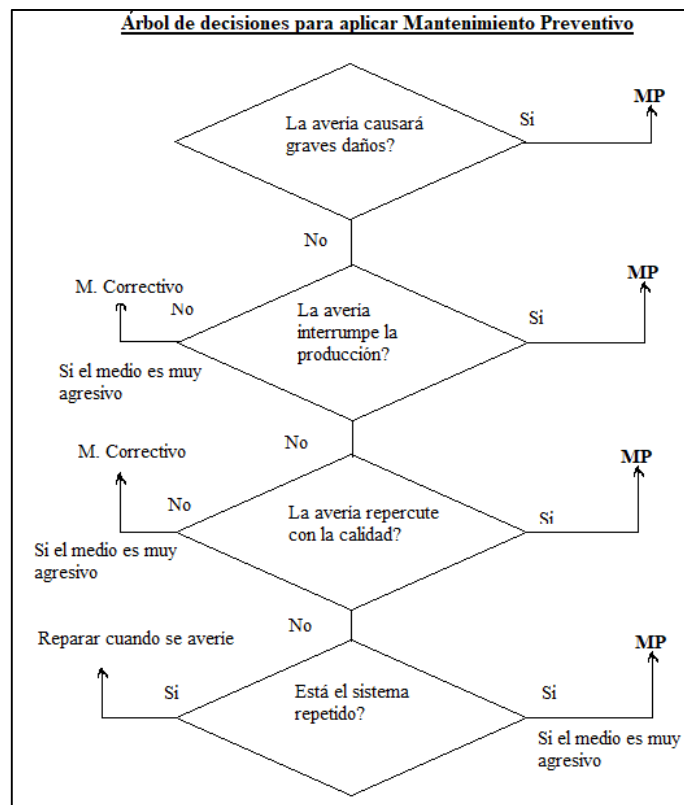 Árbol de decisiones para aplicar Mantenimiento Preventivo
MP
Si
La avería causará
graves daños?
No
MP
M. Correctivo
No
La avería
interrumpe la
producción?
Si
Si el medio es muy
agresivo
No
M. Correctivo
MP
No
La avería repercute
con la calidad?
Si
Si el medio es muy
agresivo
No
Reparar cuando se averie
MP
Si
Está el sistema
repetido?
Si
Si el medio es muy
agresivo